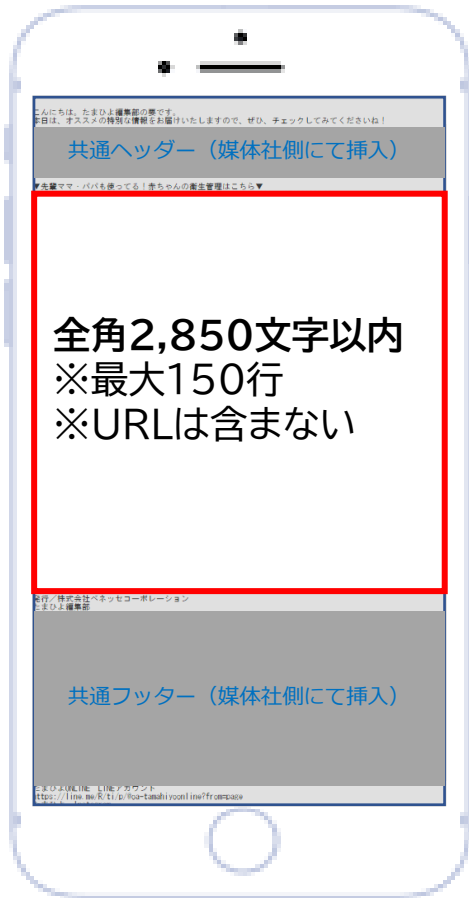 こんにちは、たまひよ編集部の要です。
本日は、オススメの特別な情報をお届けいたしますので、ぜひ、チェックしてみてくださいね！
共通ヘッダー（媒体社側にて挿入）
▼先輩ママ・パパも使ってる！赤ちゃんの衛生管理はこちら▼
全角2,850文字以内
※最大150行
※URLは含まない
発行／株式会社ベネッセコーポレーション
たまひよ編集部
共通フッター（媒体社側にて挿入）
たまひよONLINE LINEアカウント
https://line.me/R/ti/p/@oa-tamahiyoonline?from=page